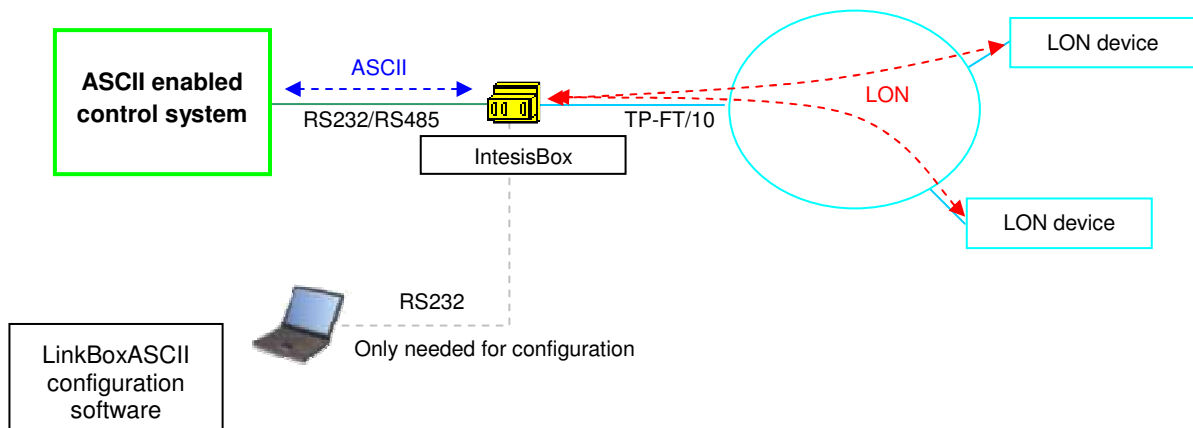 ASCII enabled
control system
ASCII
RS232/RS485
IntesisBox
TP-FT/10
LON
LON device
LON device
RS232
Only needed for configuration
LinkBoxASCII
configuration
software